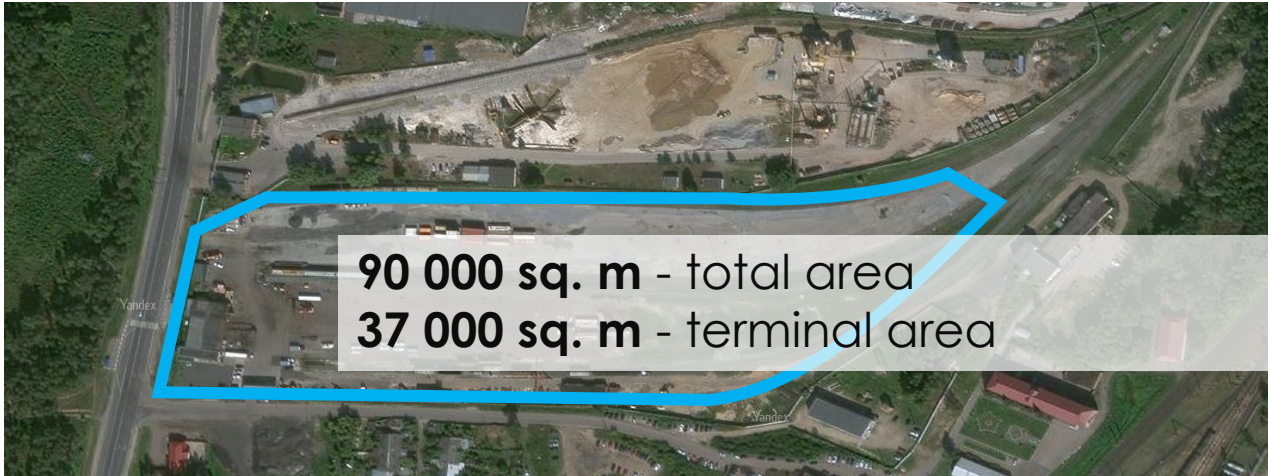 90 000 sq. m - total area
37 000 sq. m - terminal area
Yandex
Yandex